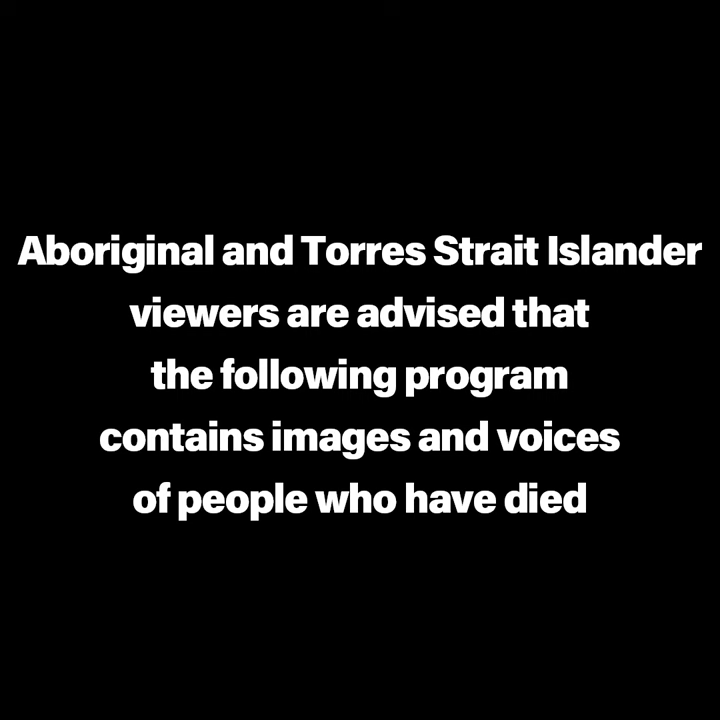 Aboriginal and Torres Strait Islander
viewers are advised that
the following program
contains images and voices
of people who have died